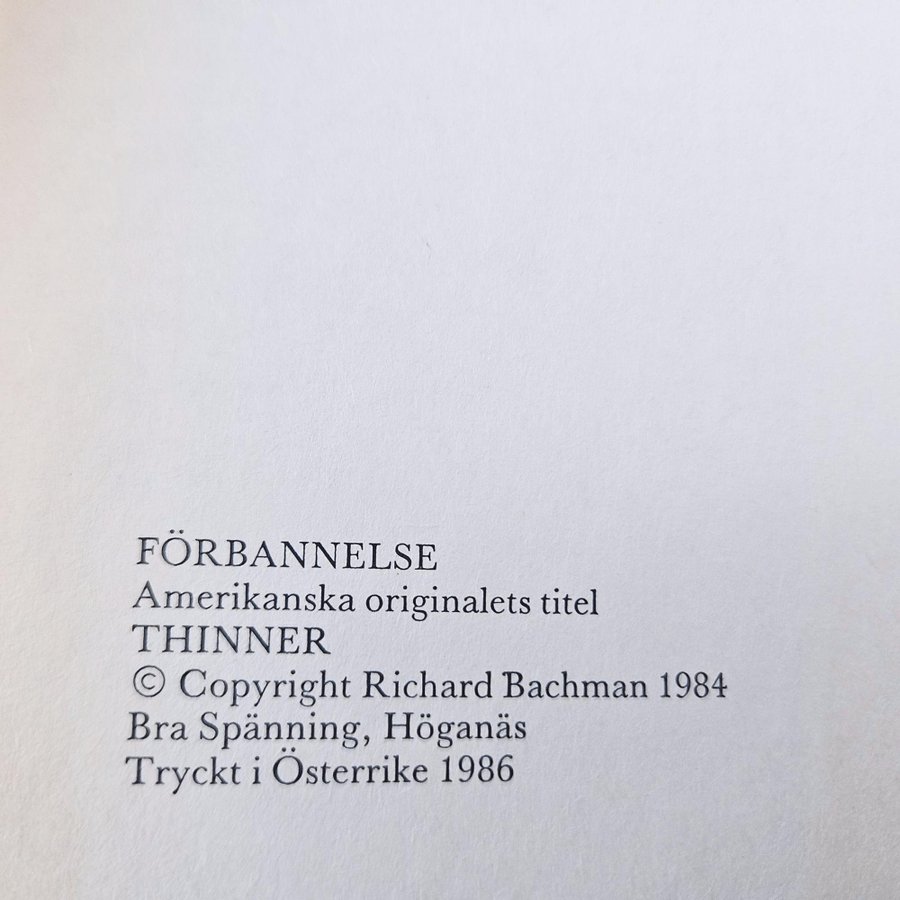 FÖRBANNELSE
Amerikanska originalets titel
THINNER
© Copyright Richard Bachman 1984
Bra Spänning, Höganäs
Tryckt i Österrike 1986